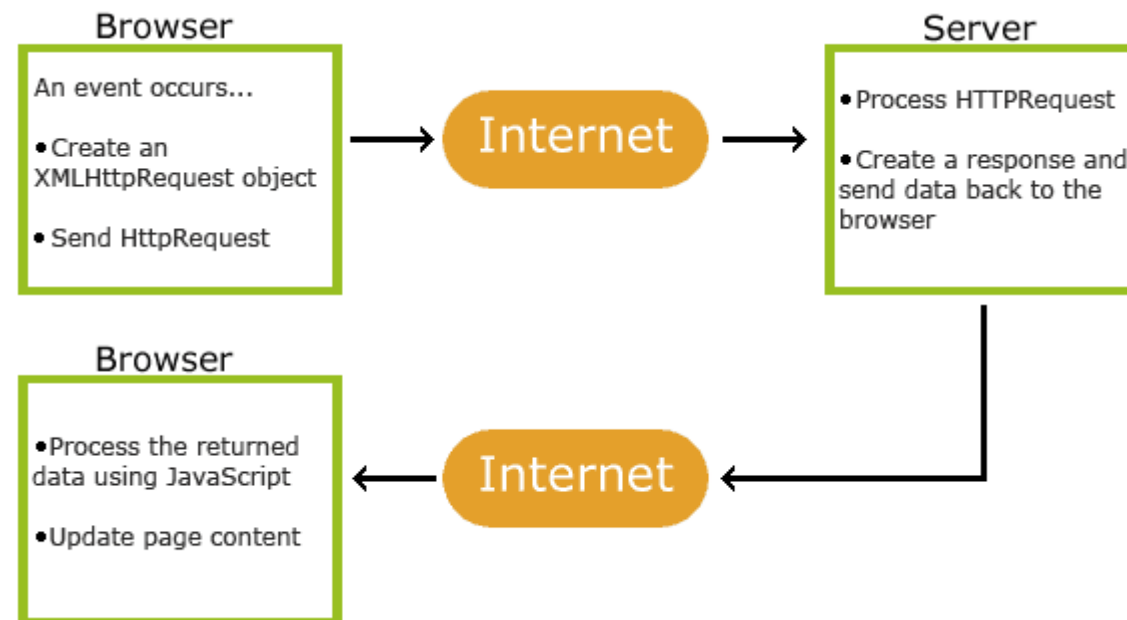 Browser
An event occurs...
•Create an
XMLHttpRequest object
• Send HttpRequest
Internet
Server
•Process HTTPRequest
•Create a response and
send data back to the
browser
Browser
•Process the returned
data using JavaScript
•Update page content
Internet